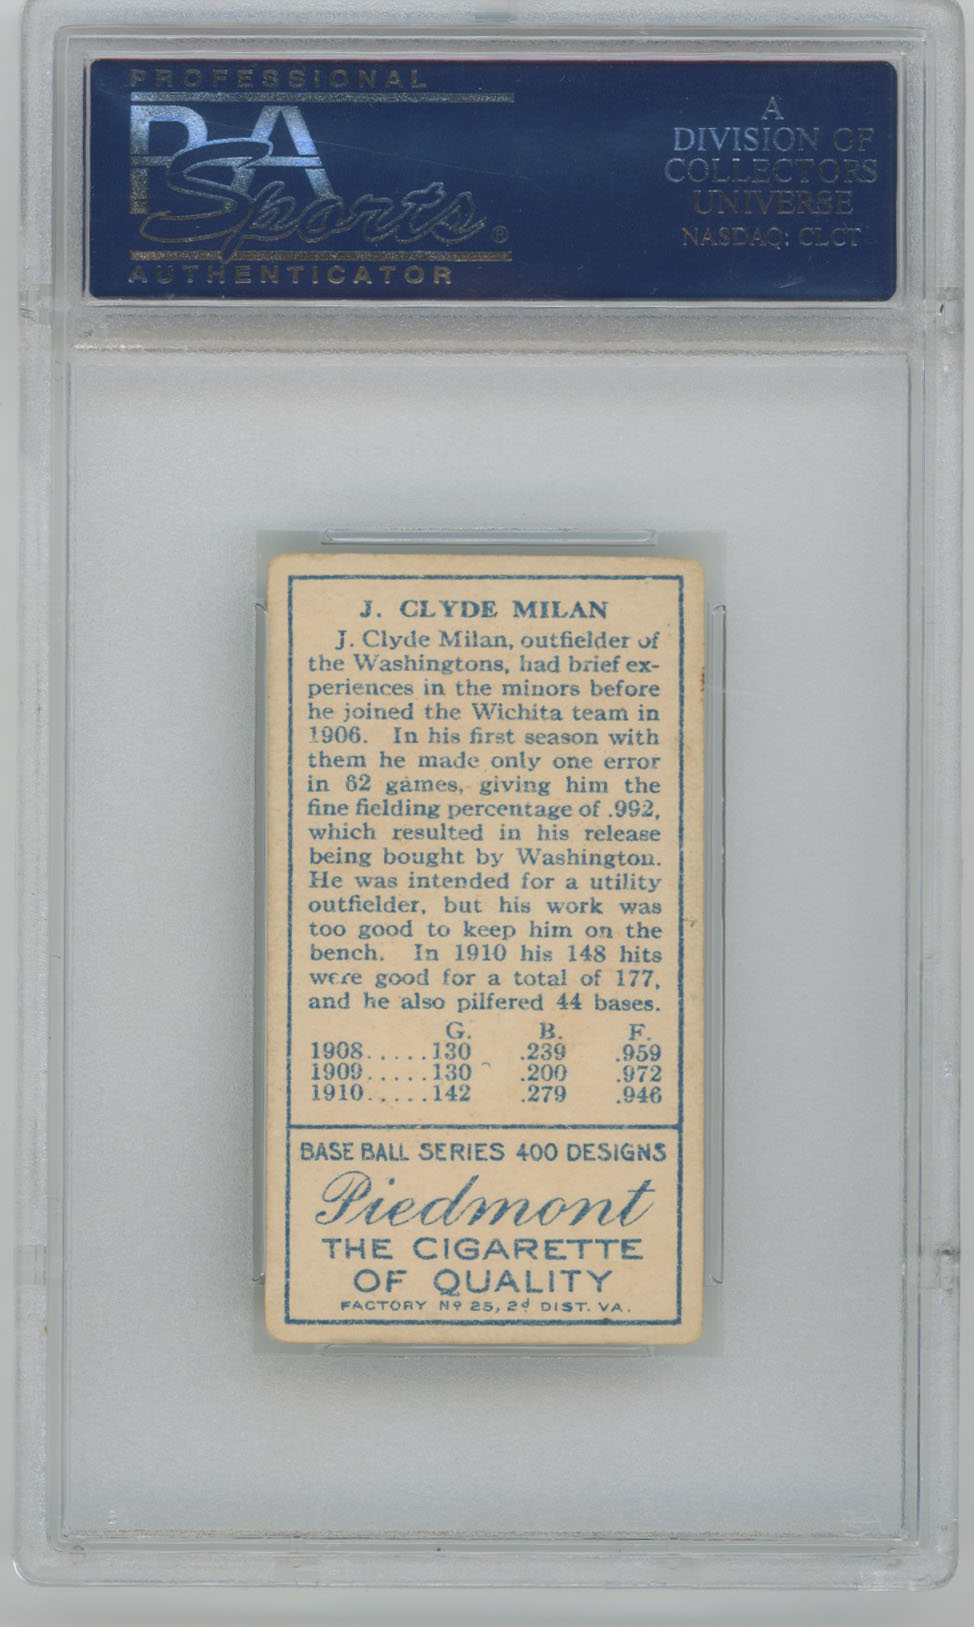 PROFESSIONAL
PSA
Sports®
AUTHENTICATOR
A
DIVISION OF
COLLECTORS
UNIVERSE
NASDAQ: CLCT
J. CLYDE MILAN
J. Clyde Milan, outfielder of
the Washingtons, had brief ex-
periences in the minors before
he joined the Wichita team in
1906. In his first season with
them he made only one error
in 62 games, giving him the
fine fielding percentage of .992,
which resulted in his release
being bought by Washington.
He was intended for a utility
outfielder, but his work was
too good to keep him on the
bench. In 1910 his 148 hits
were good for a total of 177,
and he also pilfered 44 bases.
G. B. F.
1908.....130 .239 .959
1909.....130 .200 .972
1910.....142 .279 .946
BASE BALL SERIES 400 DESIGNS
Piedmont
THE CIGARETTE
OF QUALITY
FACTORY Nº 25, 2d DIST. VA.